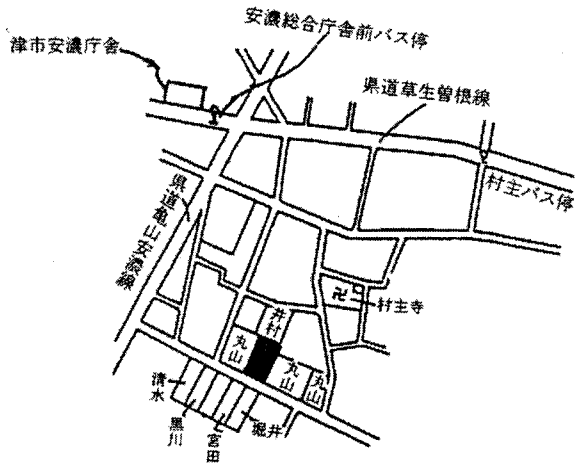 安濃総合庁舎前バス停
津市安濃庁舎
県道草生曽根線
村主バス停
県道亀山安濃線
卍
村主寺
井村
丸山
丸山
丸山
清水
黒川
宮田
堀井